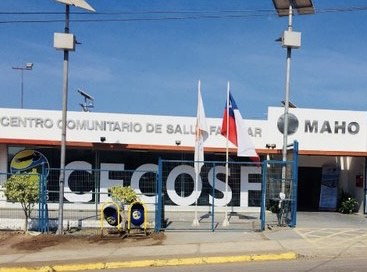 CENTRO COMUNITARIO DE SALUD FAMILIAR
MAHO
CECOSF